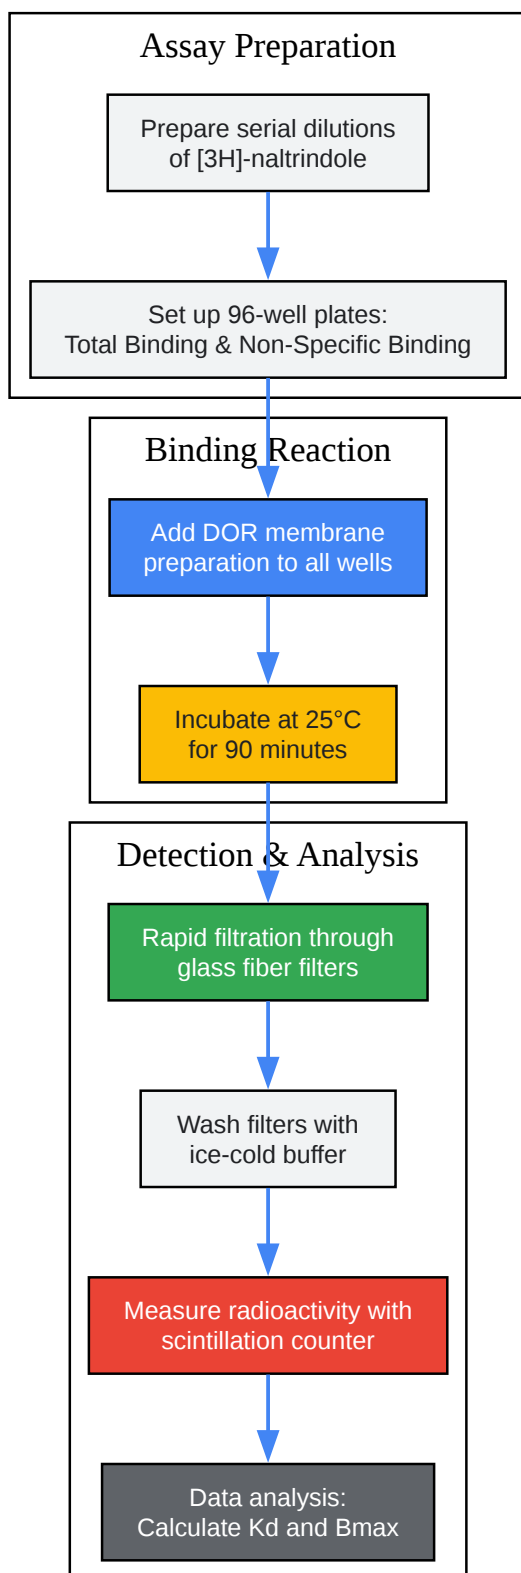 Assay Preparation
Prepare serial dilutions
of [3H]-naltrindole
Set up 96-well plates:
Total Binding & Non-Specific Binding
Binding Reaction
Add DOR membrane
preparation to all wells
Incubate at 25°C
for 90 minutes
Detection & Analysis
Rapid filtration through
glass fiber filters
Wash filters with
ice-cold buffer
Measure radioactivity with
scintillation counter
Data analysis:
Calculate Kd and Bmax